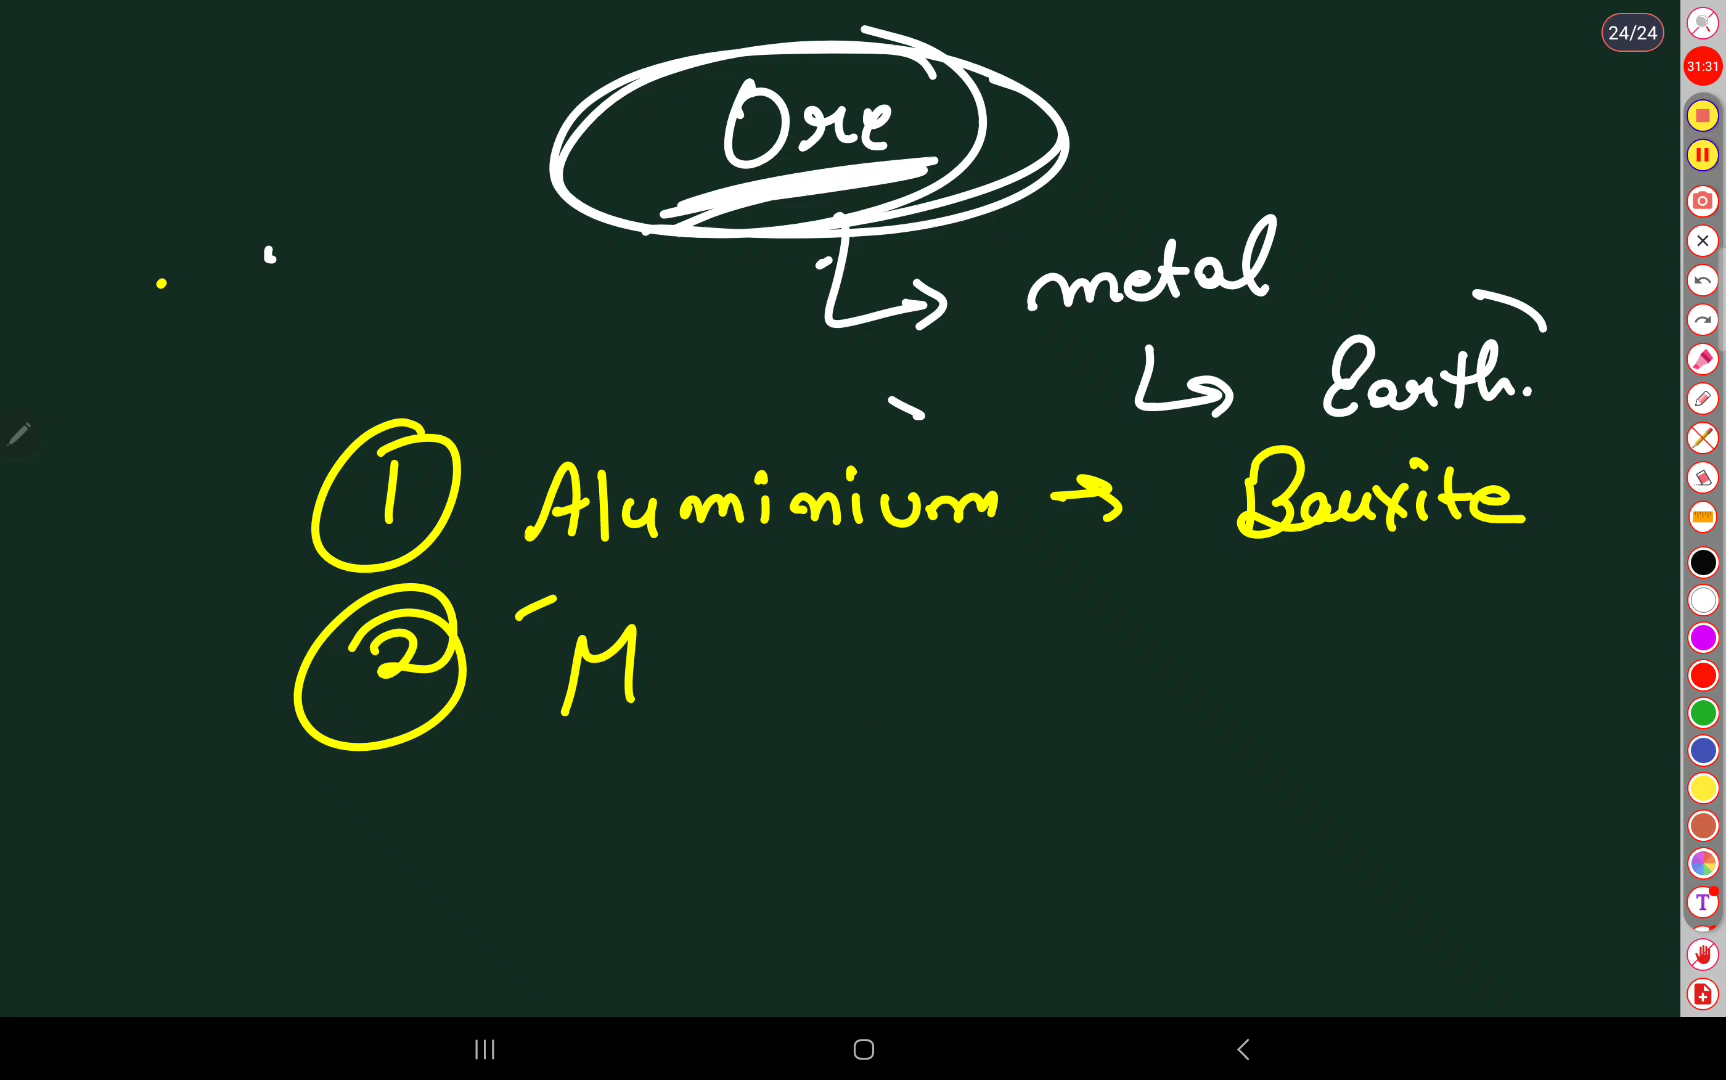 24/24
31:31
Ore
metal
Earth.
1 Aluminium → Bauxite
2 M
T